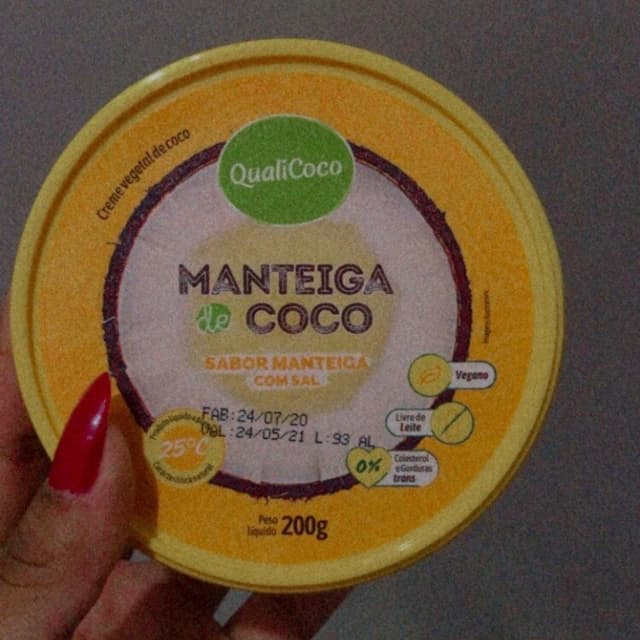 Creme vegetal de coco
QualiCoco
MANTEIGA
de COCO
SABOR MANTEIGA
COM SAL
Vegano
Livre de
Leite
0%
Colesterol
e Gorduras
trans
FAB:24/07/20
VAL:24/05/21 L:93 AL
25°C
Peso
líquido 200g